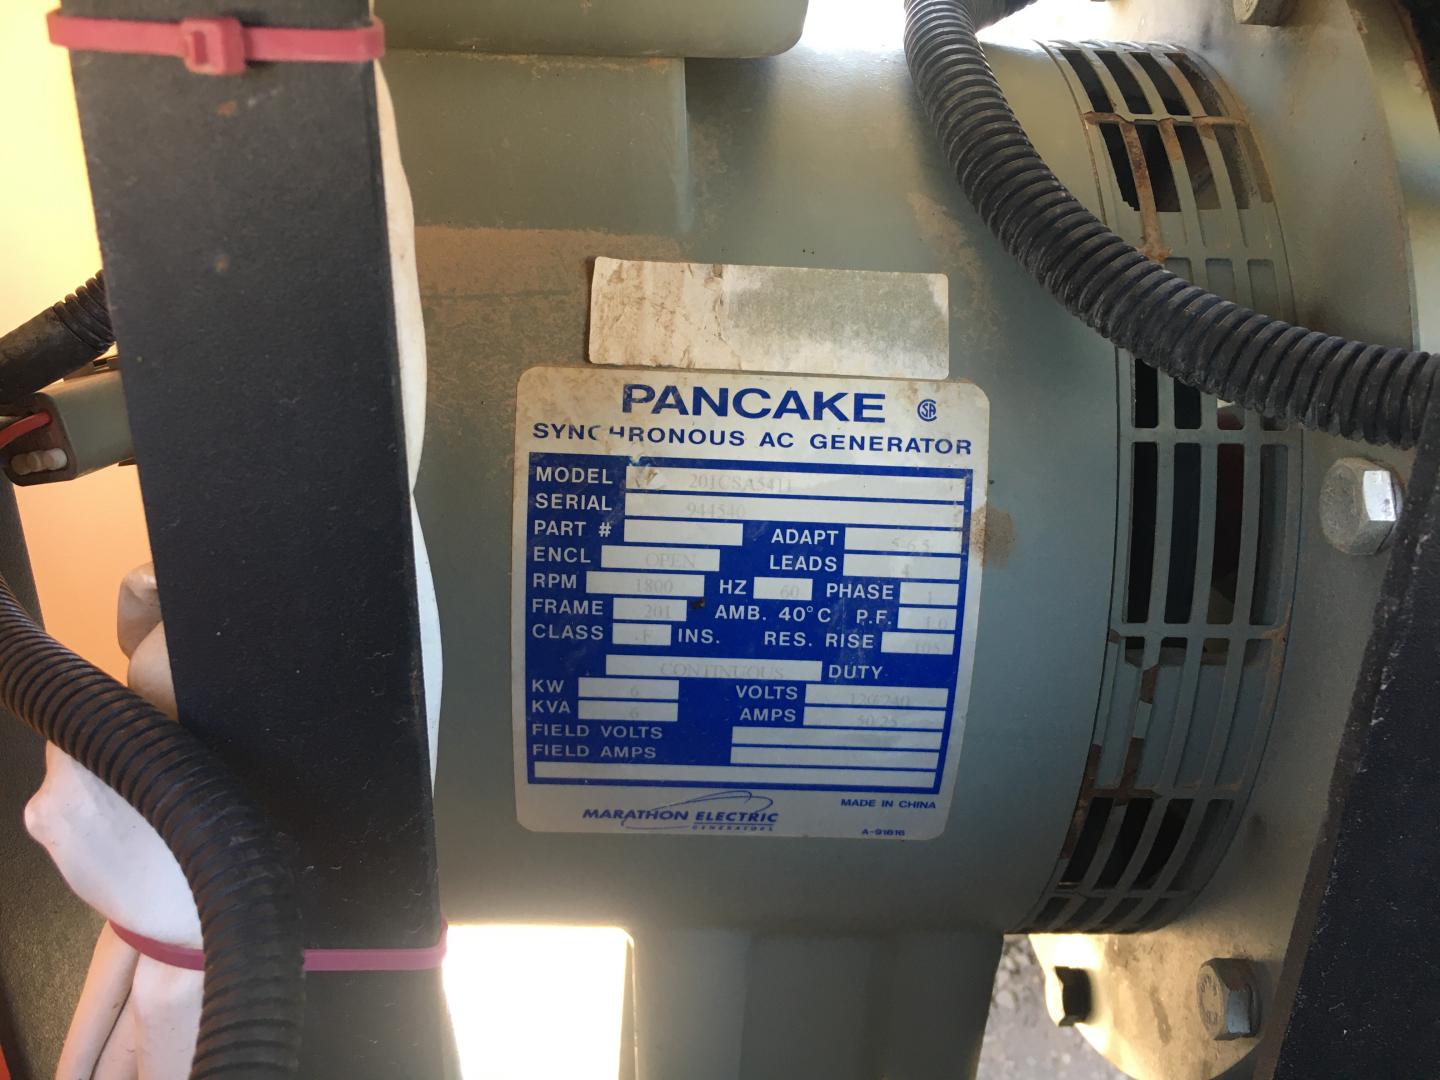 PANCAKE
SYNCHRONOUS AC GENERATOR
MODEL 201CSA5411
SERIAL 944540
PART # ADAPT 5-6.5
ENCL OPEN LEADS 4
RPM 1800 HZ 60 PHASE 1
FRAME 201 AMB. 40°C P.F. 1.0
CLASS F INS. RES. RISE 105
CONTINUOUS DUTY
KW 6 VOLTS 120/240
KVA 6 AMPS 50/25
FIELD VOLTS
FIELD AMPS
MARATHON ELECTRIC MADE IN CHINA
GENERATORS A-91616